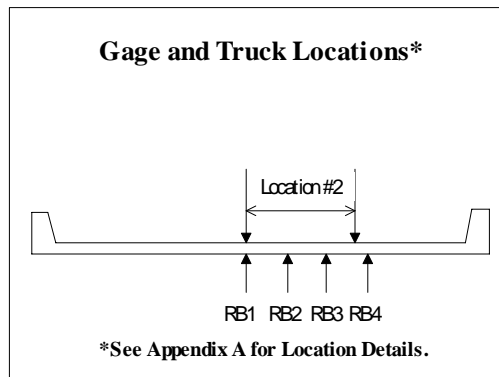 Gage and Truck Locations*
Location #2
RB1 RB2 RB3 RB4
*See Appendix A for Location Details.